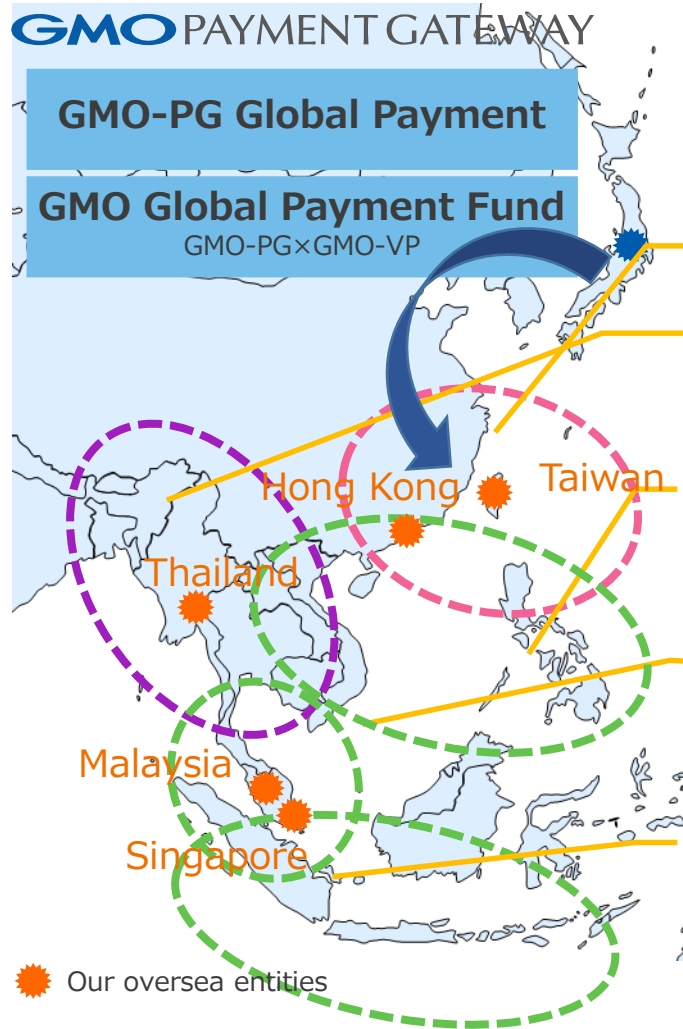 GMO PAYMENT GATEWAY
GMO-PG Global Payment
GMO Global Payment Fund
GMO-PG×GMO-VP
Hong Kong
Taiwan
Thailand
Malaysia
Singapore
Our oversea entities